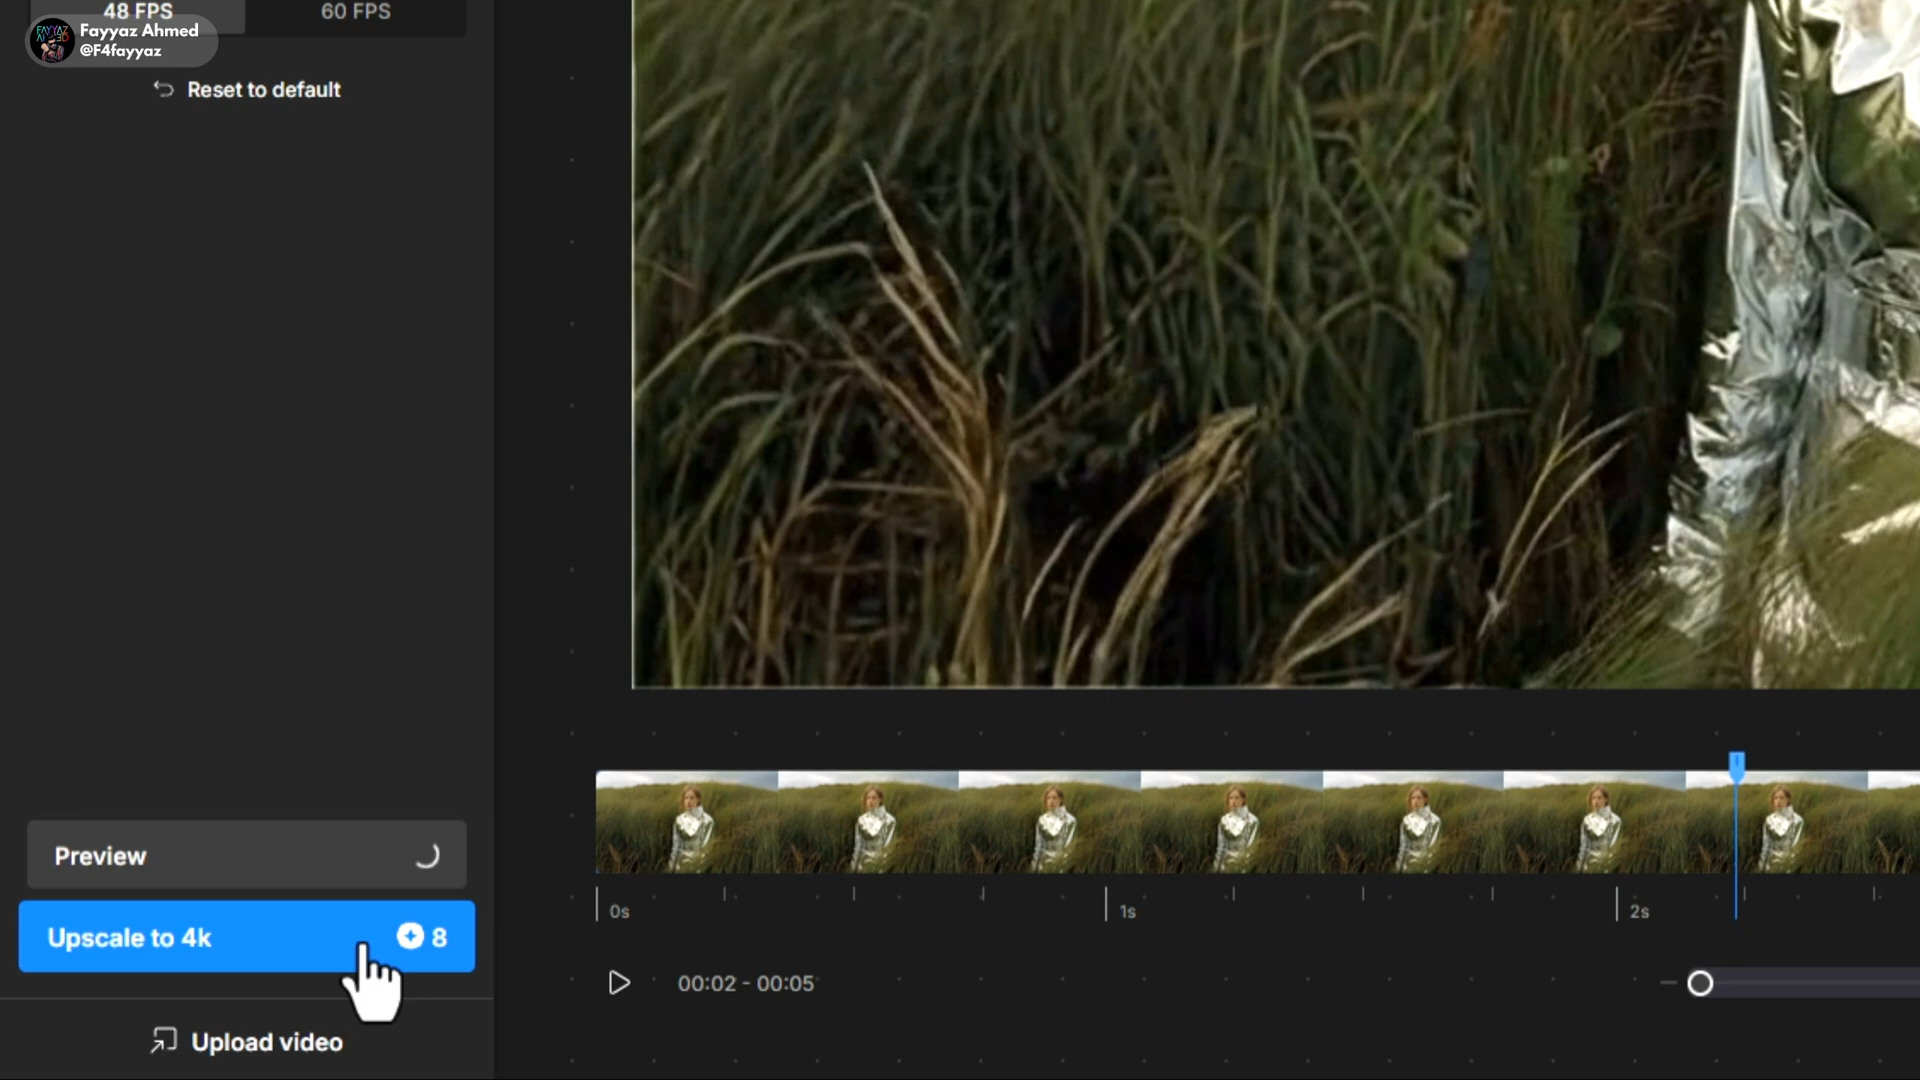 48 FPS
60 FPS
Fayyaz Ahmed
@F4fayyaz
Reset to default
Preview
Upscale to 4k
8
Upload video
0s
1s
2s
00:02 - 00:05